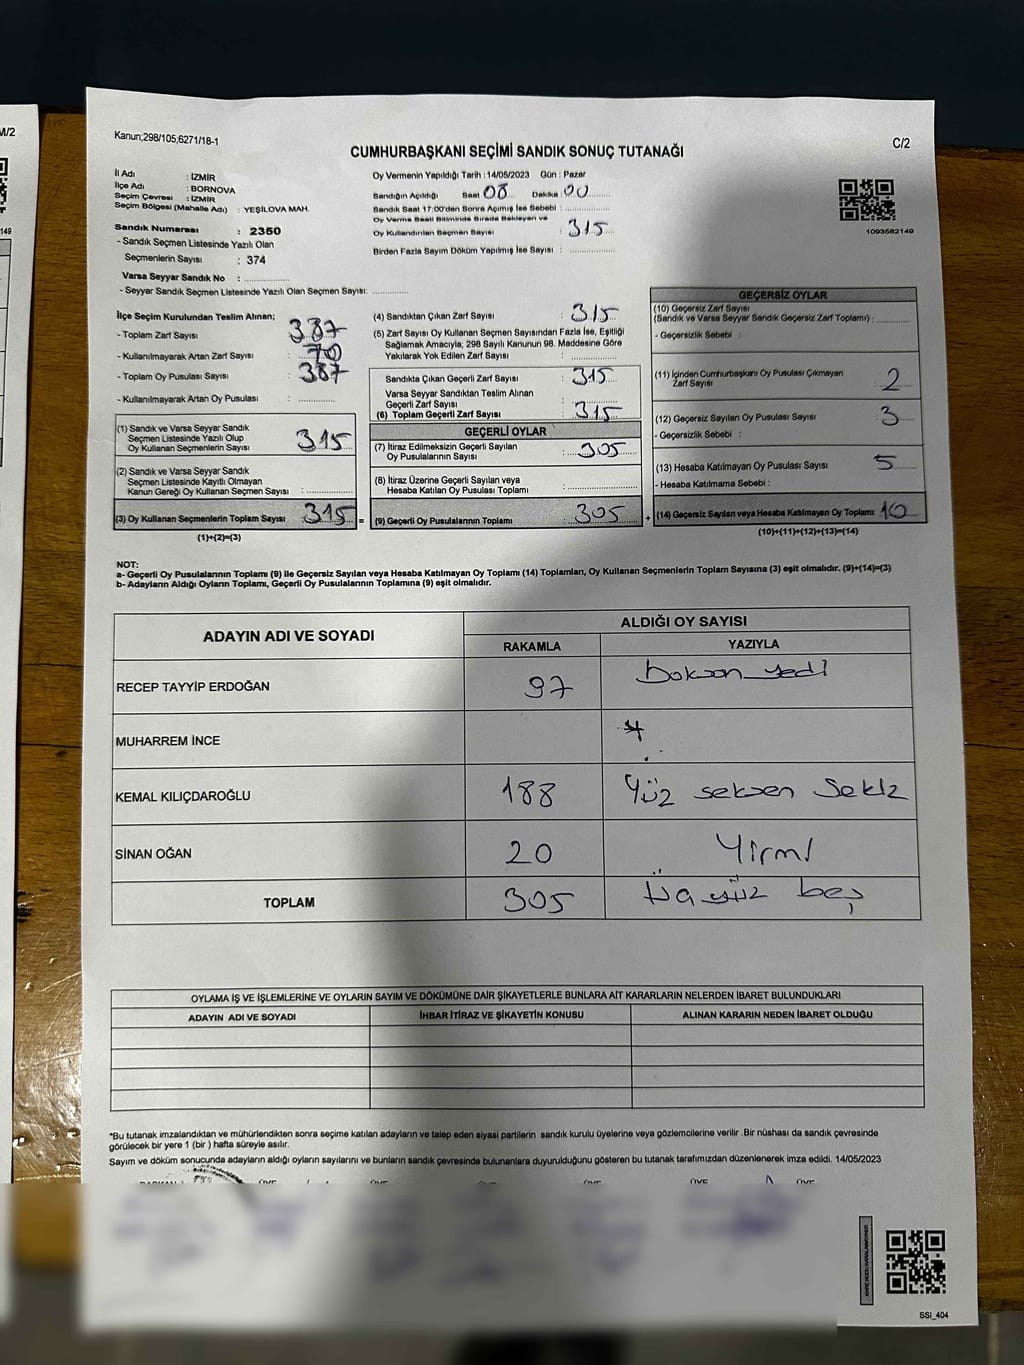 M/2
149
Kanun;298/105,6271/18-1
C/2
CUMHURBAŞKANI SEÇİMİ SANDIK SONUÇ TUTANAĞI
İl Adı : İZMİR
İlçe Adı : BORNOVA
Seçim Çevresi : İZMİR
Seçim Bölgesi (Mahalle Adı) : YEŞİLOVA MAH.
Sandık Numarası : 2350
- Sandık Seçmen Listesinde Yazılı Olan
Seçmenlerin Sayısı : 374
Varsa Seyyar Sandık No :
- Seyyar Sandık Seçmen Listesinde Yazılı Olan Seçmen Sayısı:
Oy Vermenin Yapıldığı Tarih : 14/05/2023 Gün : Pazar
Sandığın Açıldığı Saat 08 Dakika 00
Sandık Saat 17:00'den Sonra Açılmış İse Sebebi :
Oy Verme Saati Bitiminde Sırada Bekleyen ve
Oy Kullandırılan Seçmen Sayısı : 315
Birden Fazla Sayım Döküm Yapılmış İse Sayısı :
1093582149
İlçe Seçim Kurulundan Teslim Alınan;
- Toplam Zarf Sayısı : 387
- Kullanılmayarak Artan Zarf Sayısı : 70
- Toplam Oy Pusulası Sayısı : 387
- Kullanılmayarak Artan Oy Pusulası :
(1) Sandık ve Varsa Seyyar Sandık
Seçmen Listesinde Yazılı Olup
Oy Kullanan Seçmenlerin Sayısı : 315
(2) Sandık ve Varsa Seyyar Sandık
Seçmen Listesinde Kayıtlı Olmayan
Kanun Gereği Oy Kullanan Seçmen Sayısı :
(3) Oy Kullanan Seçmenlerin Toplam Sayısı : 315 =
(1)+(2)=(3)
(4) Sandıktan Çıkan Zarf Sayısı : 315
(5) Zarf Sayısı Oy Kullanan Seçmen Sayısından Fazla İse, Eşitliği
Sağlamak Amacıyla; 298 Sayılı Kanunun 98. Maddesine Göre
Yakılarak Yok Edilen Zarf Sayısı :
Sandıkta Çıkan Geçerli Zarf Sayısı : 315
Varsa Seyyar Sandıktan Teslim Alınan
Geçerli Zarf Sayısı :
(6) Toplam Geçerli Zarf Sayısı : 315
GEÇERLİ OYLAR
(7) İtiraz Edilmeksizin Geçerli Sayılan
Oy Pusulalarının Sayısı : 305
(8) İtiraz Üzerine Geçerli Sayılan veya
Hesaba Katılan Oy Pusulası Toplamı :
(9) Geçerli Oy Pusulalarının Toplamı : 305 +
GEÇERSİZ OYLAR
(10) Geçersiz Zarf Sayısı
(Sandık ve Varsa Seyyar Sandık Geçersiz Zarf Toplamı) :
- Geçersizlik Sebebi :
(11) İçinden Cumhurbaşkanı Oy Pusulası Çıkmayan
Zarf Sayısı : 2
(12) Geçersiz Sayılan Oy Pusulası Sayısı : 3
- Geçersizlik Sebebi :
(13) Hesaba Katılmayan Oy Pusulası Sayısı : 5
- Hesaba Katılmama Sebebi :
(14) Geçersiz Sayılan veya Hesaba Katılmayan Oy Toplamı : 10
(10)+(11)+(12)+(13)=(14)
NOT:
a- Geçerli Oy Pusulalarının Toplamı (9) ile Geçersiz Sayılan veya Hesaba Katılmayan Oy Toplamı (14) Toplamları, Oy Kullanan Seçmenlerin Toplam Sayısına (3) eşit olmalıdır. (9)+(14)=(3)
b- Adayların Aldığı Oyların Toplamı, Geçerli Oy Pusulalarının Toplamına (9) eşit olmalıdır.
ADAYIN ADI VE SOYADI
ALDIĞI OY SAYISI
RAKAMLA YAZIYLA
RECEP TAYYİP ERDOĞAN 97 Doksan yedi
MUHARREM İNCE
KEMAL KILIÇDAROĞLU 188 Yüz seksen Sekiz
SİNAN OĞAN 20 Yirmi
TOPLAM 305 Üç yüz beş
OYLAMA İŞ VE İŞLEMLERİNE VE OYLARIN SAYIM VE DÖKÜMÜNE DAİR ŞİKAYETLERLE BUNLARA AİT KARARLARIN NELERDEN İBARET BULUNDUKLARI
ADAYIN ADI VE SOYADI İHBAR İTİRAZ VE ŞİKAYETİN KONUSU ALINAN KARARIN NEDEN İBARET OLDUĞU
*Bu tutanak imzalandıktan ve mühürlendikten sonra seçime katılan adayların ve talep eden siyasi partilerin sandık kurulu üyelerine veya gözlemcilerine verilir .Bir nüshası da sandık çevresinde
görülecek bir yere 1 (bir ) hafta süreyle asılır.
Sayım ve döküm sonucunda adayların aldığı oyların sayılarını ve bunların sandık çevresinde bulunanlara duyurulduğunu gösteren bu tutanak tarafımızdan düzenlenerek imza edildi. 14/05/2023
SSİ_404